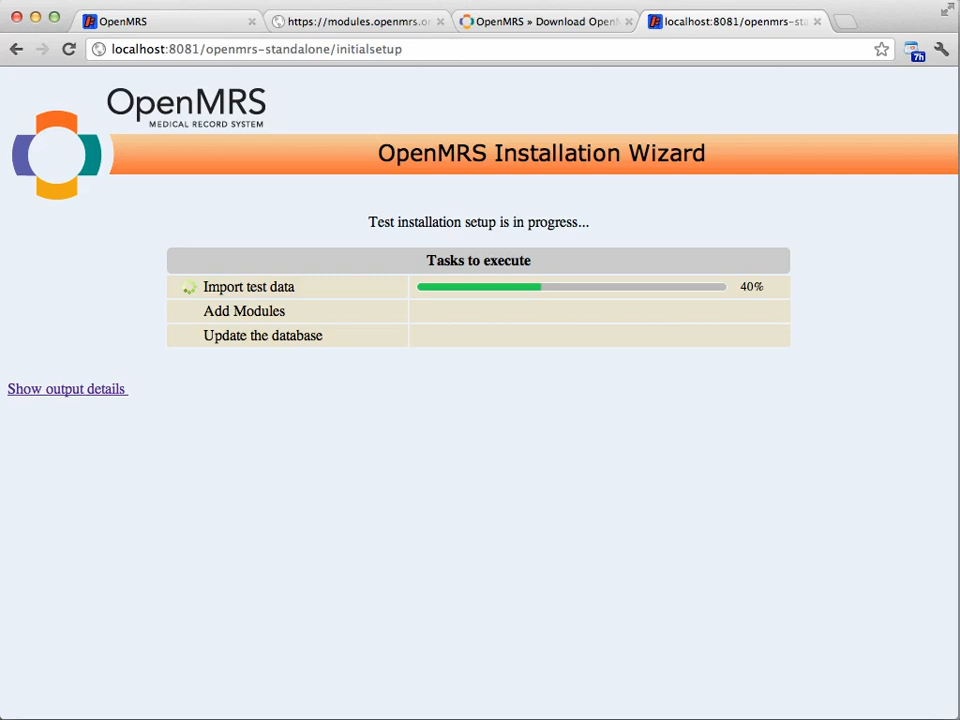 OpenMRS
https://modules.openmrs.or
OpenMRS » Download OpenM
localhost:8081/openmrs-sta
localhost:8081/openmrs-standalone/initialsetup
7h
OpenMRS
MEDICAL RECORD SYSTEM
OpenMRS Installation Wizard
Test installation setup is in progress...
Tasks to execute
Import test data 40%
Add Modules
Update the database
Show output details